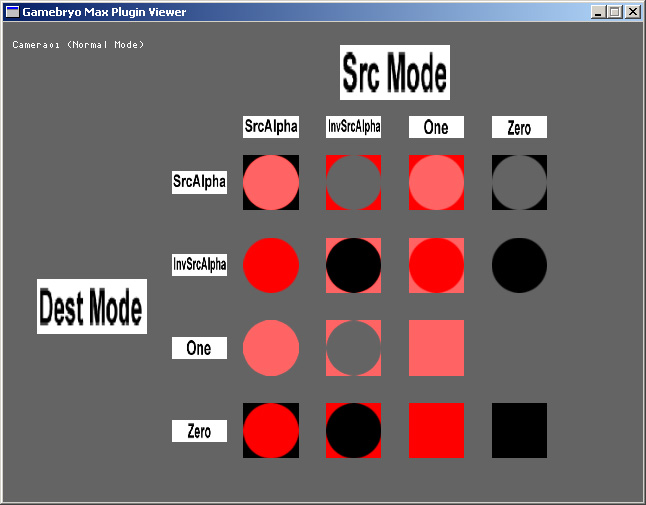 Gamebryo Max Plugin Viewer
Camera01 (Normal Mode)
Src Mode
SrcAlpha InvSrcAlpha One Zero
SrcAlpha
InvSrcAlpha
Dest Mode
One
Zero